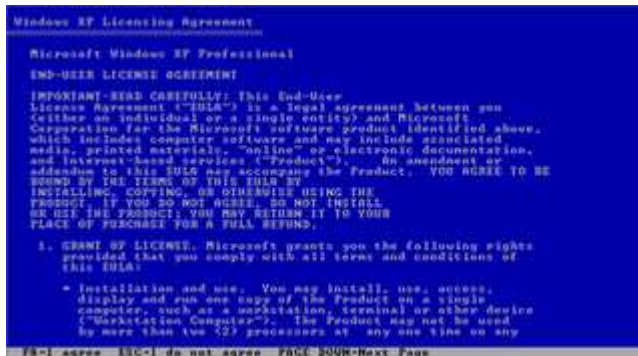 Windows XP Licensing Agreement
Microsoft Windows XP Professional
END-USER LICENSE AGREEMENT
IMPORTANT-READ CAREFULLY: This End-User
License Agreement ("EULA") is a legal agreement between you
(either an individual or a single entity) and Microsoft
Corporation for the Microsoft software product identified above,
which includes computer software and may include associated
media, printed materials, "online" or electronic documentation,
and Internet-based services ("Product"). An amendment or
addendum to this EULA may accompany the Product. YOU AGREE TO BE
BOUND BY THE TERMS OF THIS EULA BY
INSTALLING, COPYING, OR OTHERWISE USING THE
PRODUCT. IF YOU DO NOT AGREE, DO NOT INSTALL
OR USE THE PRODUCT; YOU MAY RETURN IT TO YOUR
PLACE OF PURCHASE FOR A FULL REFUND.
1. GRANT OF LICENSE. Microsoft grants you the following rights
provided that you comply with all terms and conditions of
this EULA:
* Installation and use. You may install, use, access,
display and run one copy of the Product on a single
computer, such as a workstation, terminal or other device
("Workstation Computer"). The Product may not be used
by more than two (2) processors at any one time on any
F8=I agree ESC=I do not agree PAGE DOWN=Next Page